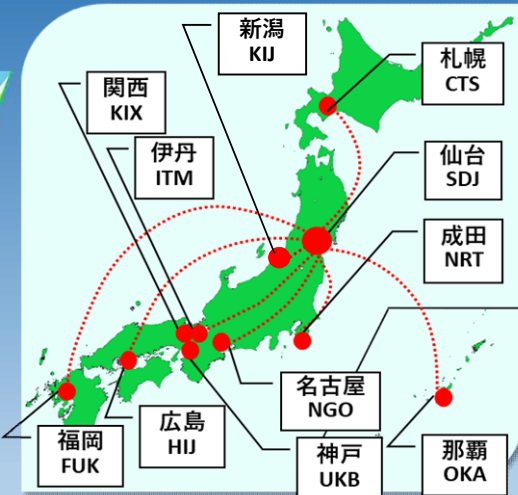 新潟
KIJ
札幌
CTS
関西
KIX
伊丹
ITM
仙台
SDJ
成田
NRT
名古屋
NGO
広島
HIJ
福岡
FUK
神戸
UKB
那覇
OKA